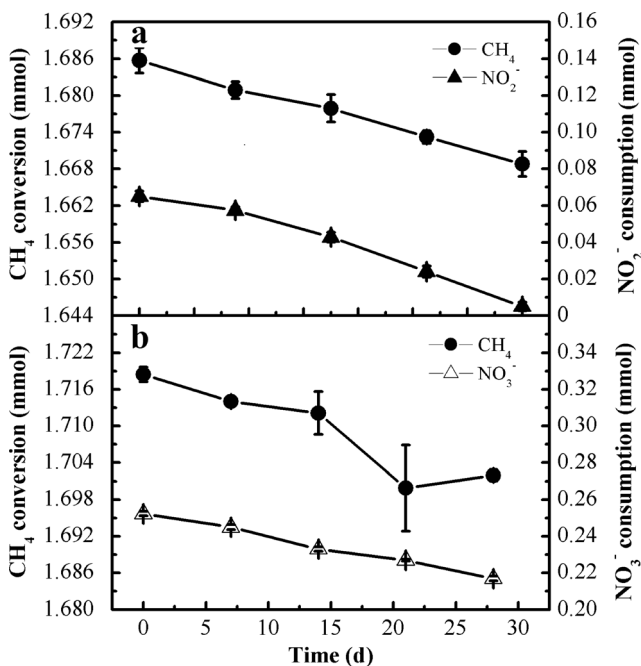 a
CH₄
NO₂⁻
CH₄ conversion (mmol)
1.692
1.686
1.680
1.674
1.668
1.662
1.656
1.650
1.644
0.16
0.14
0.12
0.10
0.08
0.06
0.04
0.02
0
NO₂⁻ consumption (mmol)
b
CH₄
NO₃⁻
CH₄ conversion (mmol)
1.722
1.716
1.710
1.704
1.698
1.692
1.686
1.680
0.34
0.32
0.30
0.28
0.26
0.24
0.22
0.20
NO₃⁻ consumption (mmol)
0 5 10 15 20 25 30
Time (d)